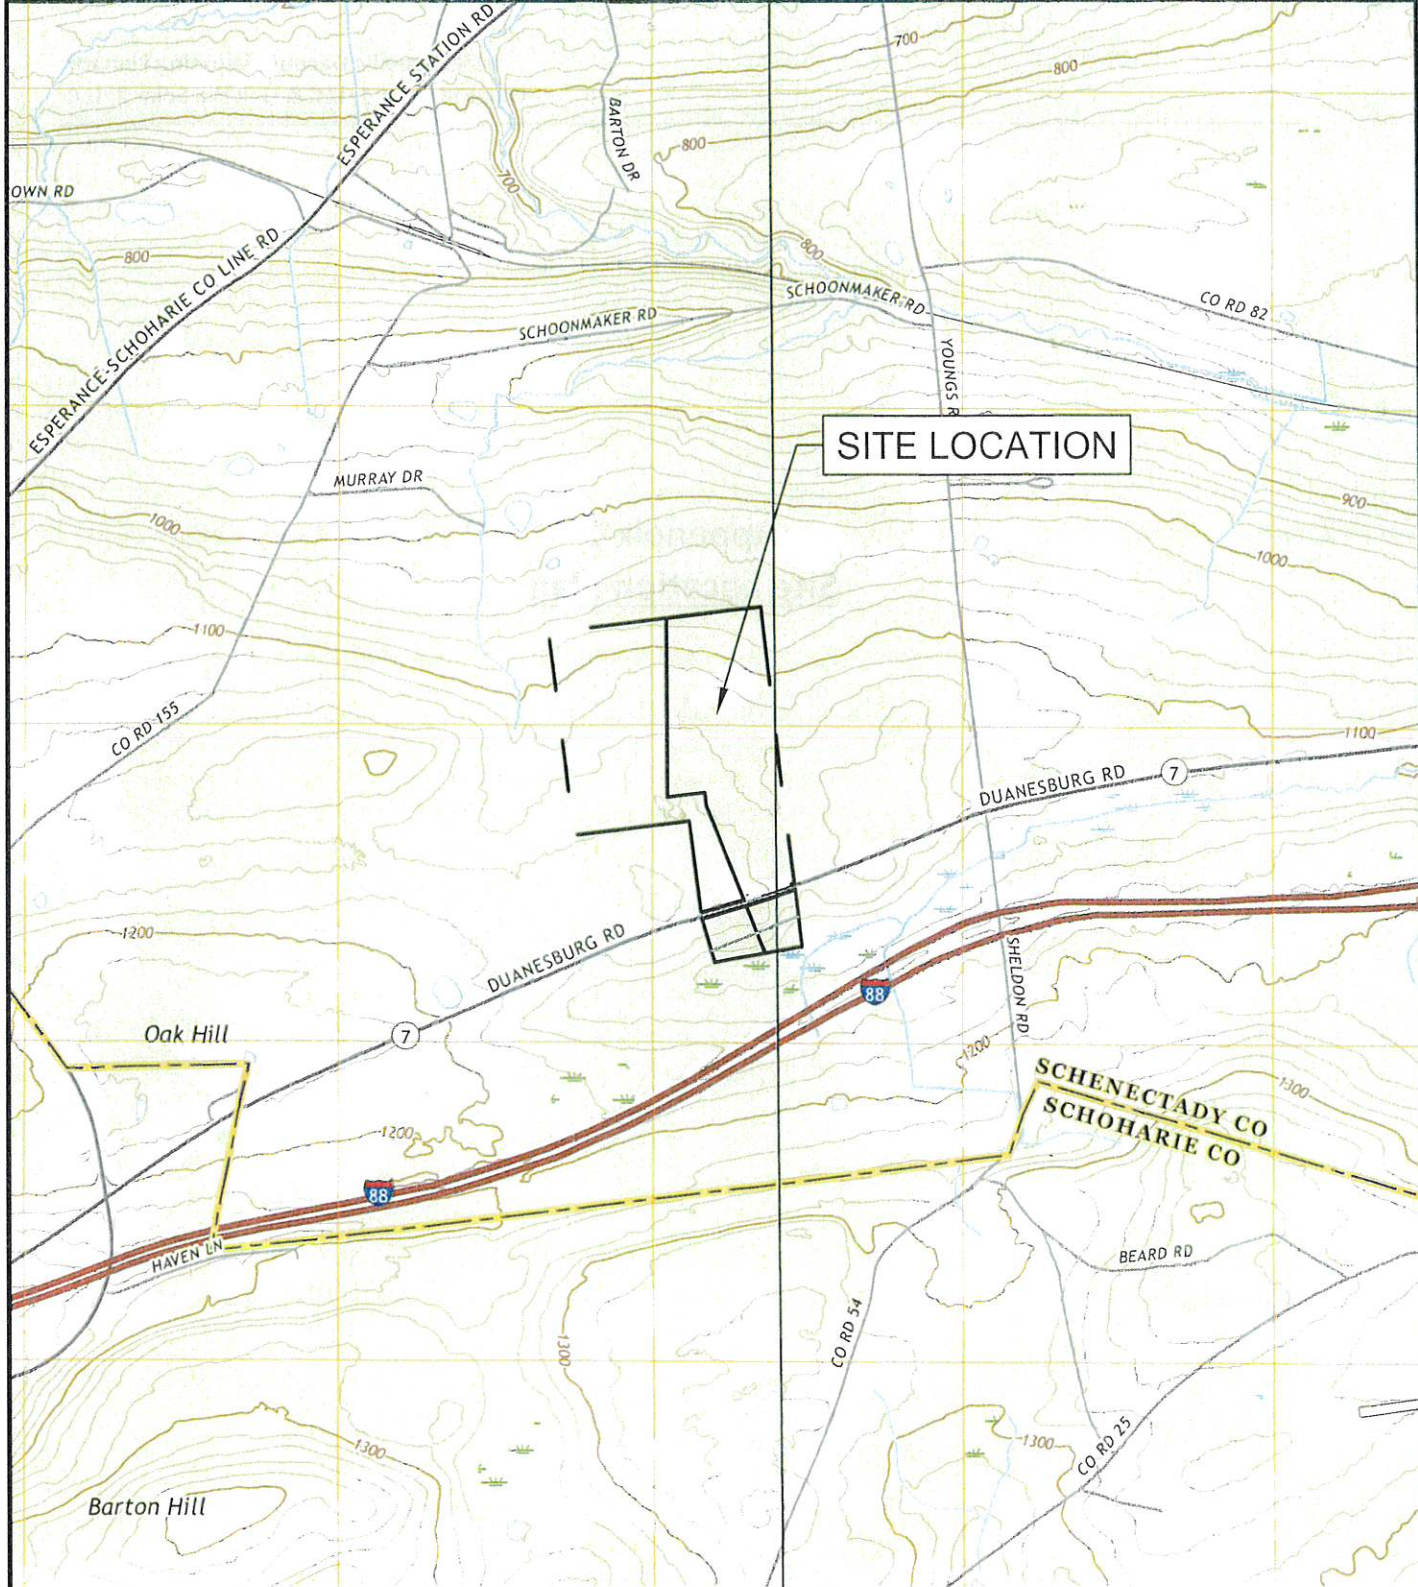 ESPERANCE STATION RD
700
800
BARTON DR
800
700
OWN RD
800
800
ESPERANCE-SCHOHARIE CO LINE RD
SCHOONMAKER RD
SCHOONMAKER RD
CO RD 82
YOUNGS R
SITE LOCATION
MURRAY DR
900
1000
1000
1100
CO RD 155
1100
DUANESBURG RD
7
1200
DUANESBURG RD
SHELDON RD
88
Oak Hill
7
1200
SCHENECTADY CO
SCHOHARIE CO
1300
1200
88
HAVEN LN
BEARD RD
CO RD 54
1300
1300
1300
CO RD 25
Barton Hill